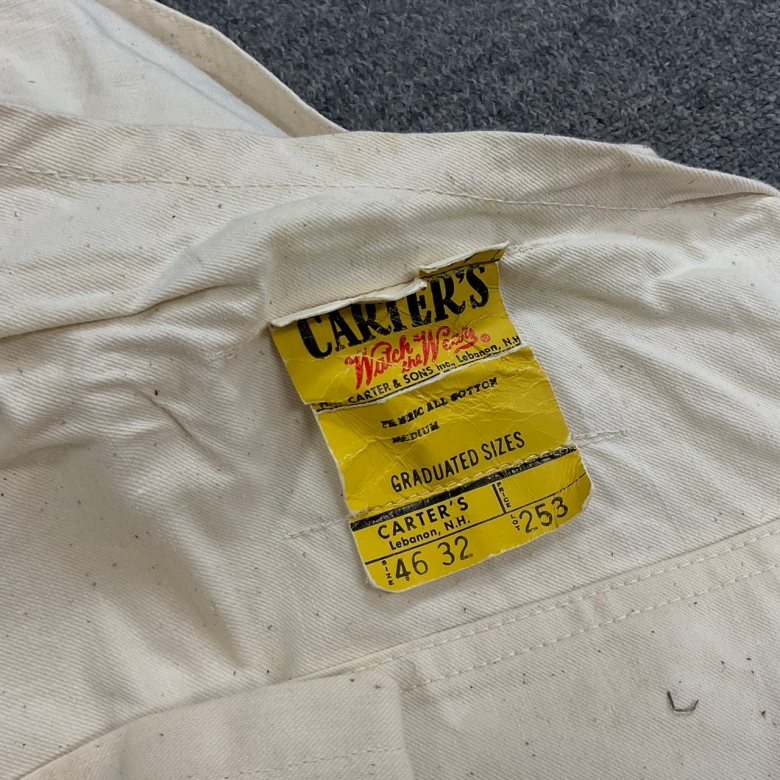 CARTER'S
Watch the Wear ®
CARTER & SONS Inc., Lebanon, N.H.
FABRIC ALL COTTON
MEDIUM
GRADUATED SIZES
CARTER'S
Lebanon, N.H.
PRICE
SIZE 46 32
LOT 253